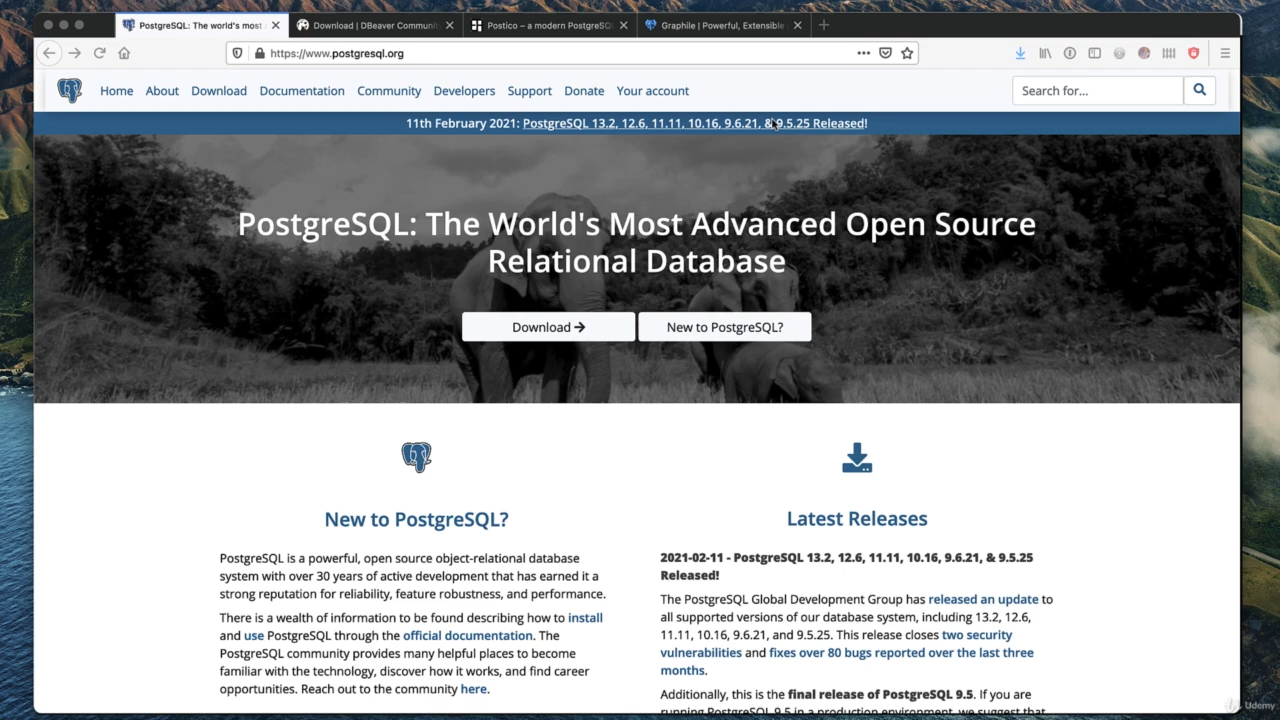 PostgreSQL: The world's most
Download | DBeaver Communi
Postico – a modern PostgreSQ
Graphile | Powerful, Extensible
https://www.postgresql.org
Home About Download Documentation Community Developers Support Donate Your account
Search for...
11th February 2021: PostgreSQL 13.2, 12.6, 11.11, 10.16, 9.6.21, & 9.5.25 Released!
PostgreSQL: The World's Most Advanced Open Source
Relational Database
Download
New to PostgreSQL?
New to PostgreSQL?
PostgreSQL is a powerful, open source object-relational database
system with over 30 years of active development that has earned it a
strong reputation for reliability, feature robustness, and performance.
There is a wealth of information to be found describing how to install
and use PostgreSQL through the official documentation. The
PostgreSQL community provides many helpful places to become
familiar with the technology, discover how it works, and find career
opportunities. Reach out to the community here.
Latest Releases
2021-02-11 - PostgreSQL 13.2, 12.6, 11.11, 10.16, 9.6.21, & 9.5.25
Released!
The PostgreSQL Global Development Group has released an update to
all supported versions of our database system, including 13.2, 12.6,
11.11, 10.16, 9.6.21, and 9.5.25. This release closes two security
vulnerabilities and fixes over 80 bugs reported over the last three
months.
Additionally, this is the final release of PostgreSQL 9.5. If you are
running PostgreSQL 9.5 in a production environment, we suggest that
Udemy